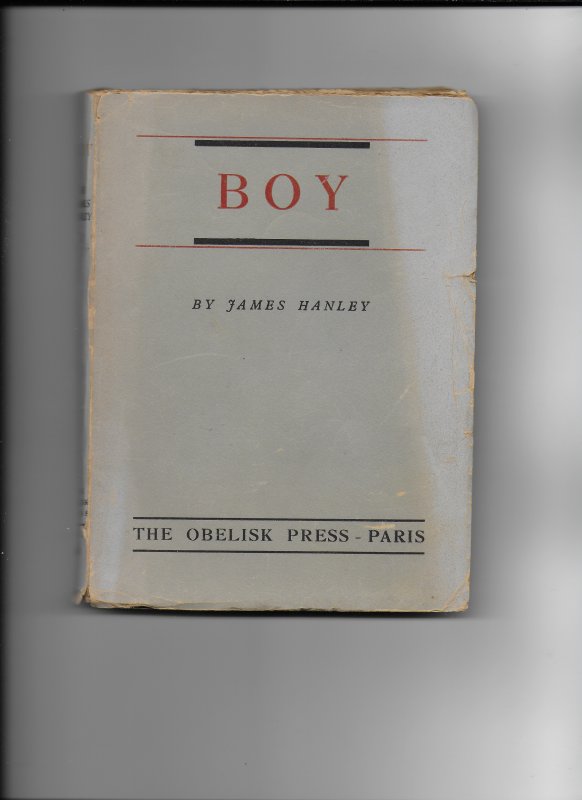 BOY
BY JAMES HANLEY
THE OBELISK PRESS - PARIS